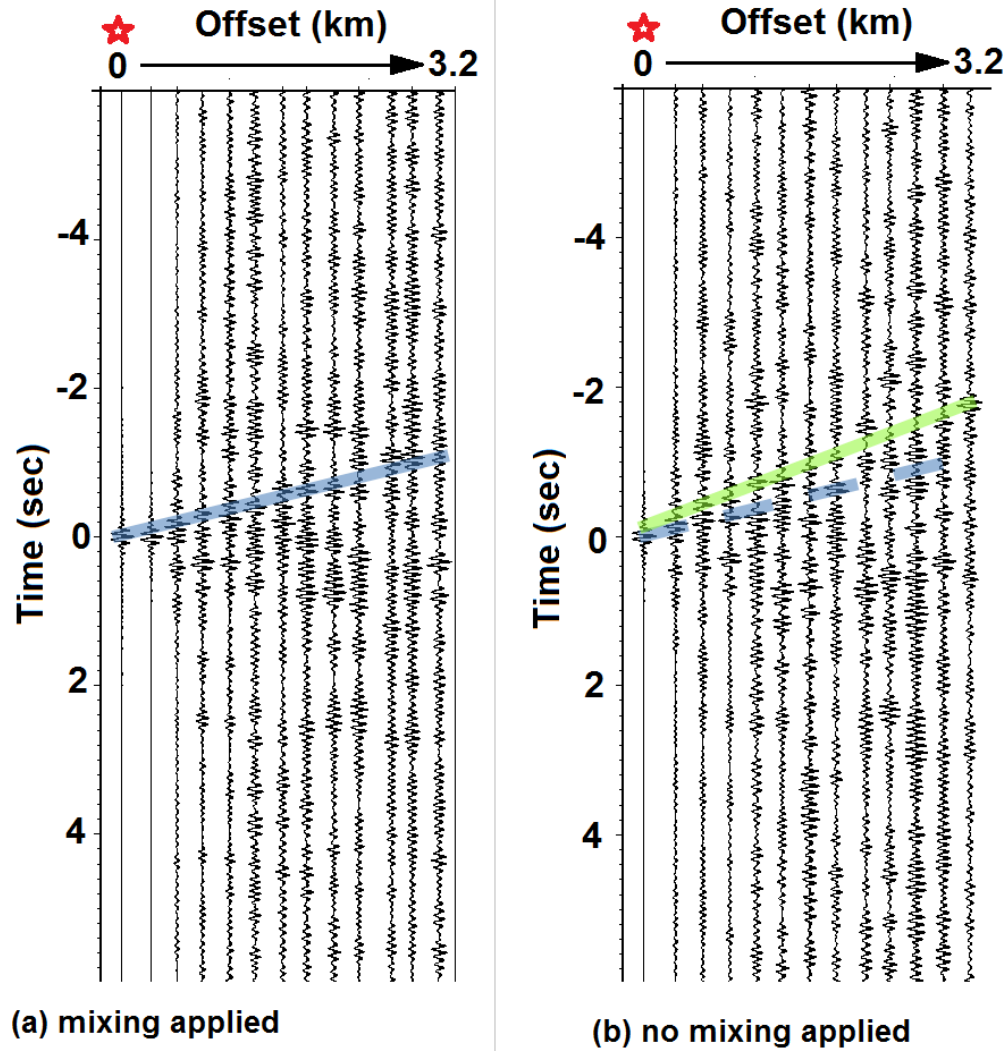 Offset (km)
0 3.2
-4
-2
0
2
4
Time (sec)
(a) mixing applied
Offset (km)
0 3.2
-4
-2
0
2
4
Time (sec)
(b) no mixing applied